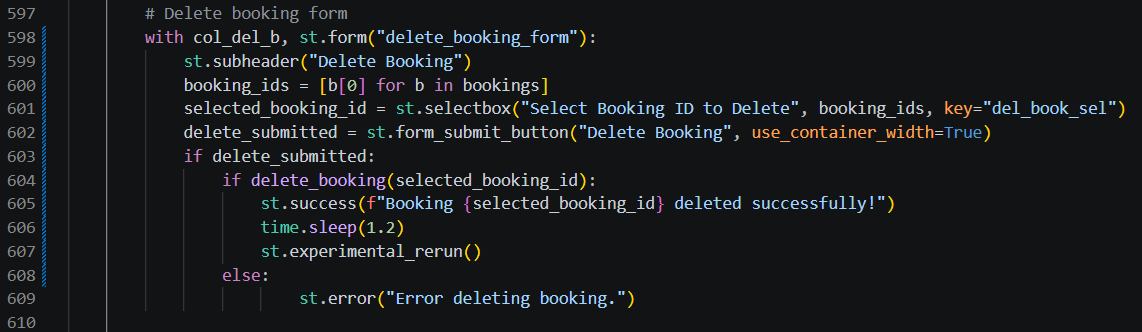 597 # Delete booking form
598 with col_del_b, st.form("delete_booking_form"):
599 st.subheader("Delete Booking")
600 booking_ids = [b[0] for b in bookings]
601 selected_booking_id = st.selectbox("Select Booking ID to Delete", booking_ids, key="del_book_sel")
602 delete_submitted = st.form_submit_button("Delete Booking", use_container_width=True)
603 if delete_submitted:
604 if delete_booking(selected_booking_id):
605 st.success(f"Booking {selected_booking_id} deleted successfully!")
606 time.sleep(1.2)
607 st.experimental_rerun()
608 else:
609 st.error("Error deleting booking.")
610